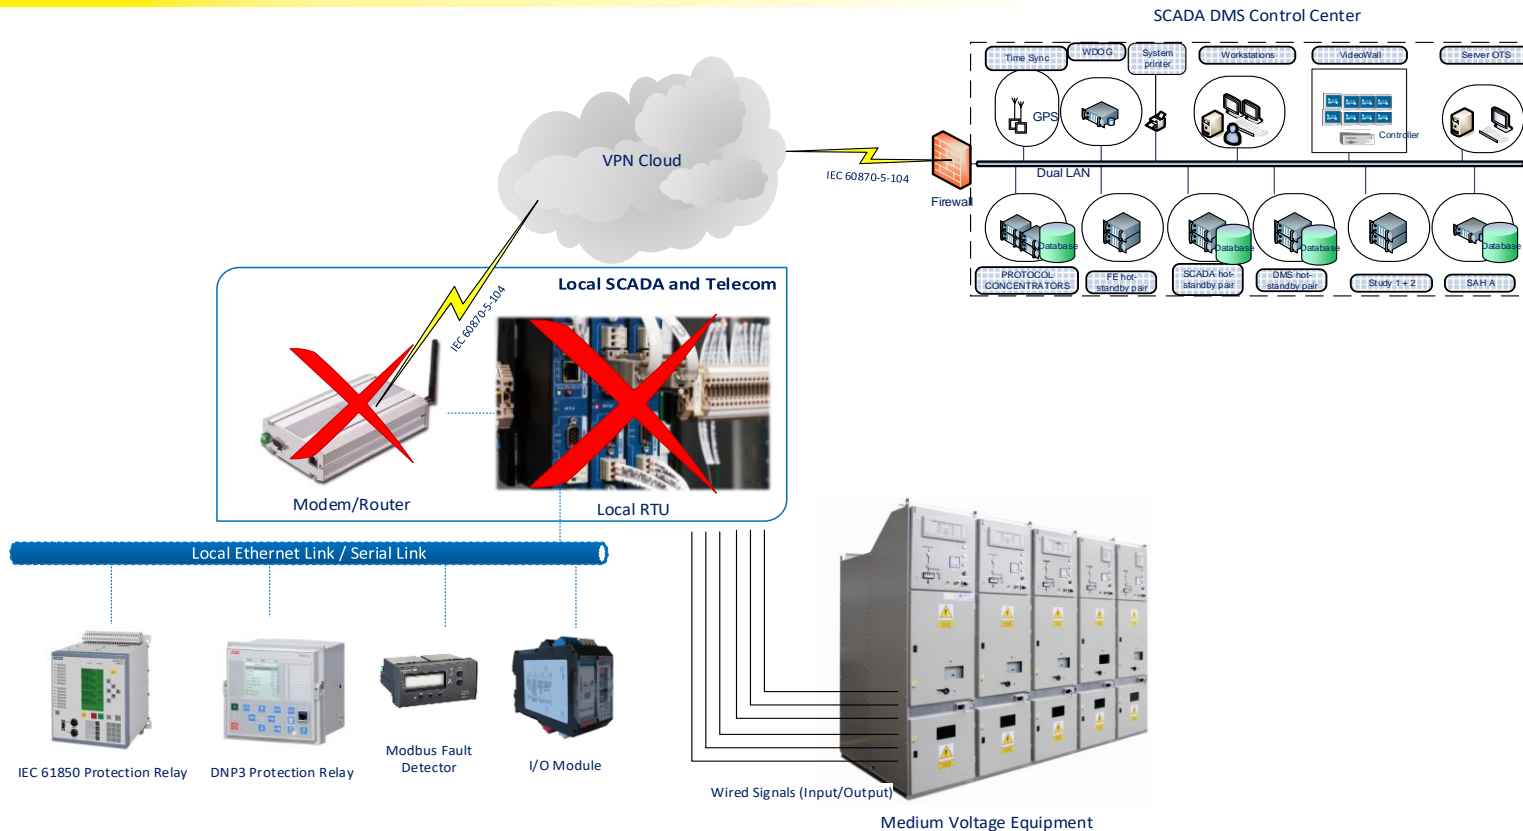 SCADA DMS Control Center
Time Sync
WDOG
System
printer
Workstations
VideoWall
Server OTS
GPS
Controller
VPN Cloud
IEC 60870-5-104
Dual LAN
Firewall
Database
Database
Database
Database
PROTOCOL
CONCENTRATORS
FE hot-
standby pair
SCADA hot-
standby pair
DMS hot-
standby pair
Study 1 + 2
SAH A
Local SCADA and Telecom
IEC 60870-5-104
Modem/Router
Local RTU
Local Ethernet Link / Serial Link
IEC 61850 Protection Relay
DNP3 Protection Relay
Modbus Fault
Detector
I/O Module
Wired Signals (Input/Output)
Medium Voltage Equipment